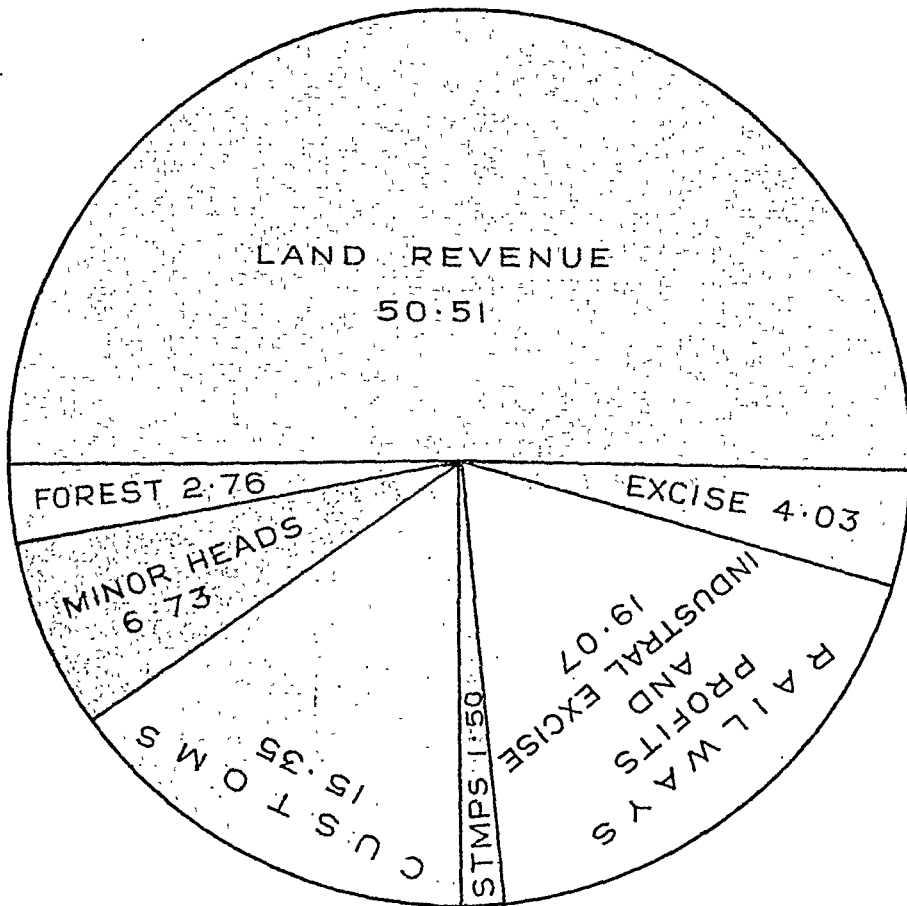 LAND REVENUE
50·51
FOREST 2·76
EXCISE 4·03
MINOR HEADS
6·73
CUSTOMS
15·35
STMPS 1·50
RAILWAYS
PROFITS
AND
INDUSTRAL EXCISE
19·07